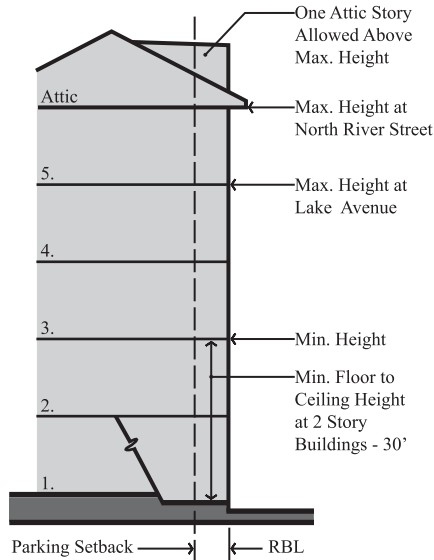 One Attic Story
Allowed Above
Max. Height
Attic
Max. Height at
North River Street
5.
Max. Height at
Lake Avenue
4.
3.
Min. Height
Min. Floor to
Ceiling Height
at 2 Story
Buildings - 30’
2.
1.
Parking Setback
RBL